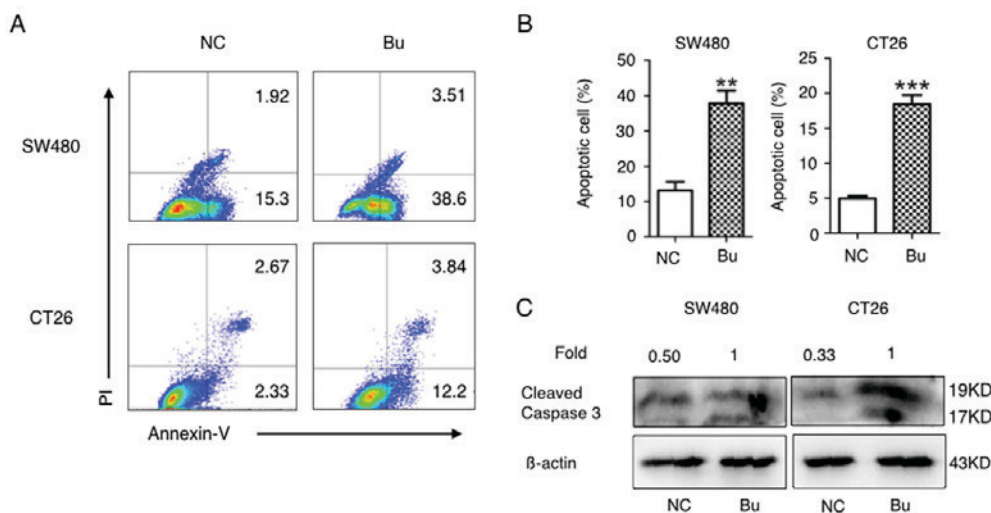 A
NC
Bu
SW480
1.92
3.51
15.3
38.6
CT26
2.67
3.84
2.33
12.2
PI
Annexin-V
B
SW480
CT26
Apoptotic cell (%)
50
40
30
20
10
0
**
NC
Bu
Apoptotic cell (%)
25
20
15
10
5
0
***
NC
Bu
C
SW480
CT26
Fold
0.50
1
0.33
1
Cleaved
Caspase 3
19KD
17KD
ß-actin
43KD
NC
Bu
NC
Bu